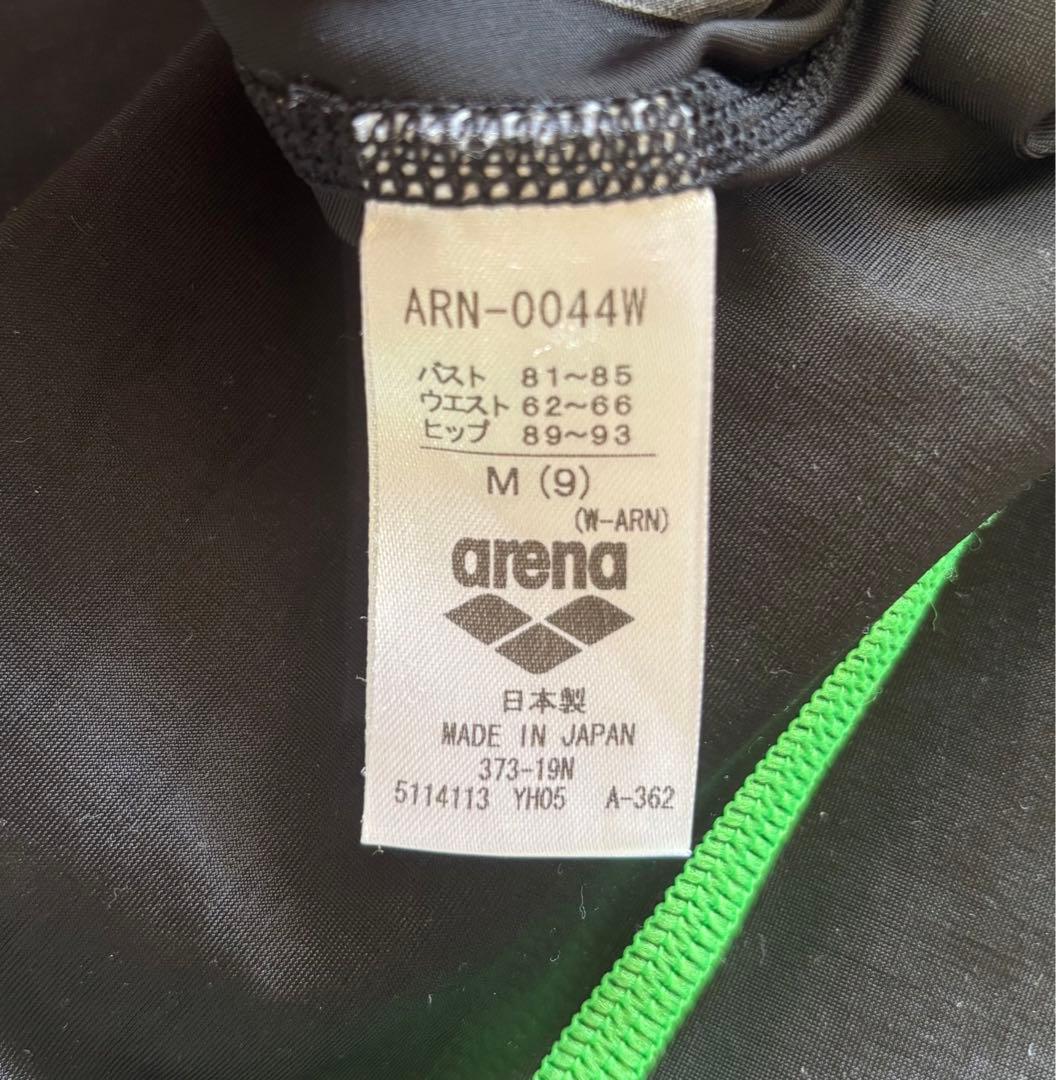 ARN-0044W
バスト 81～85
ウエスト 62～66
ヒップ 89～93
M (9)
(W-ARN)
arena
日本製
MADE IN JAPAN
373-19N
5114113 YH05 A-362